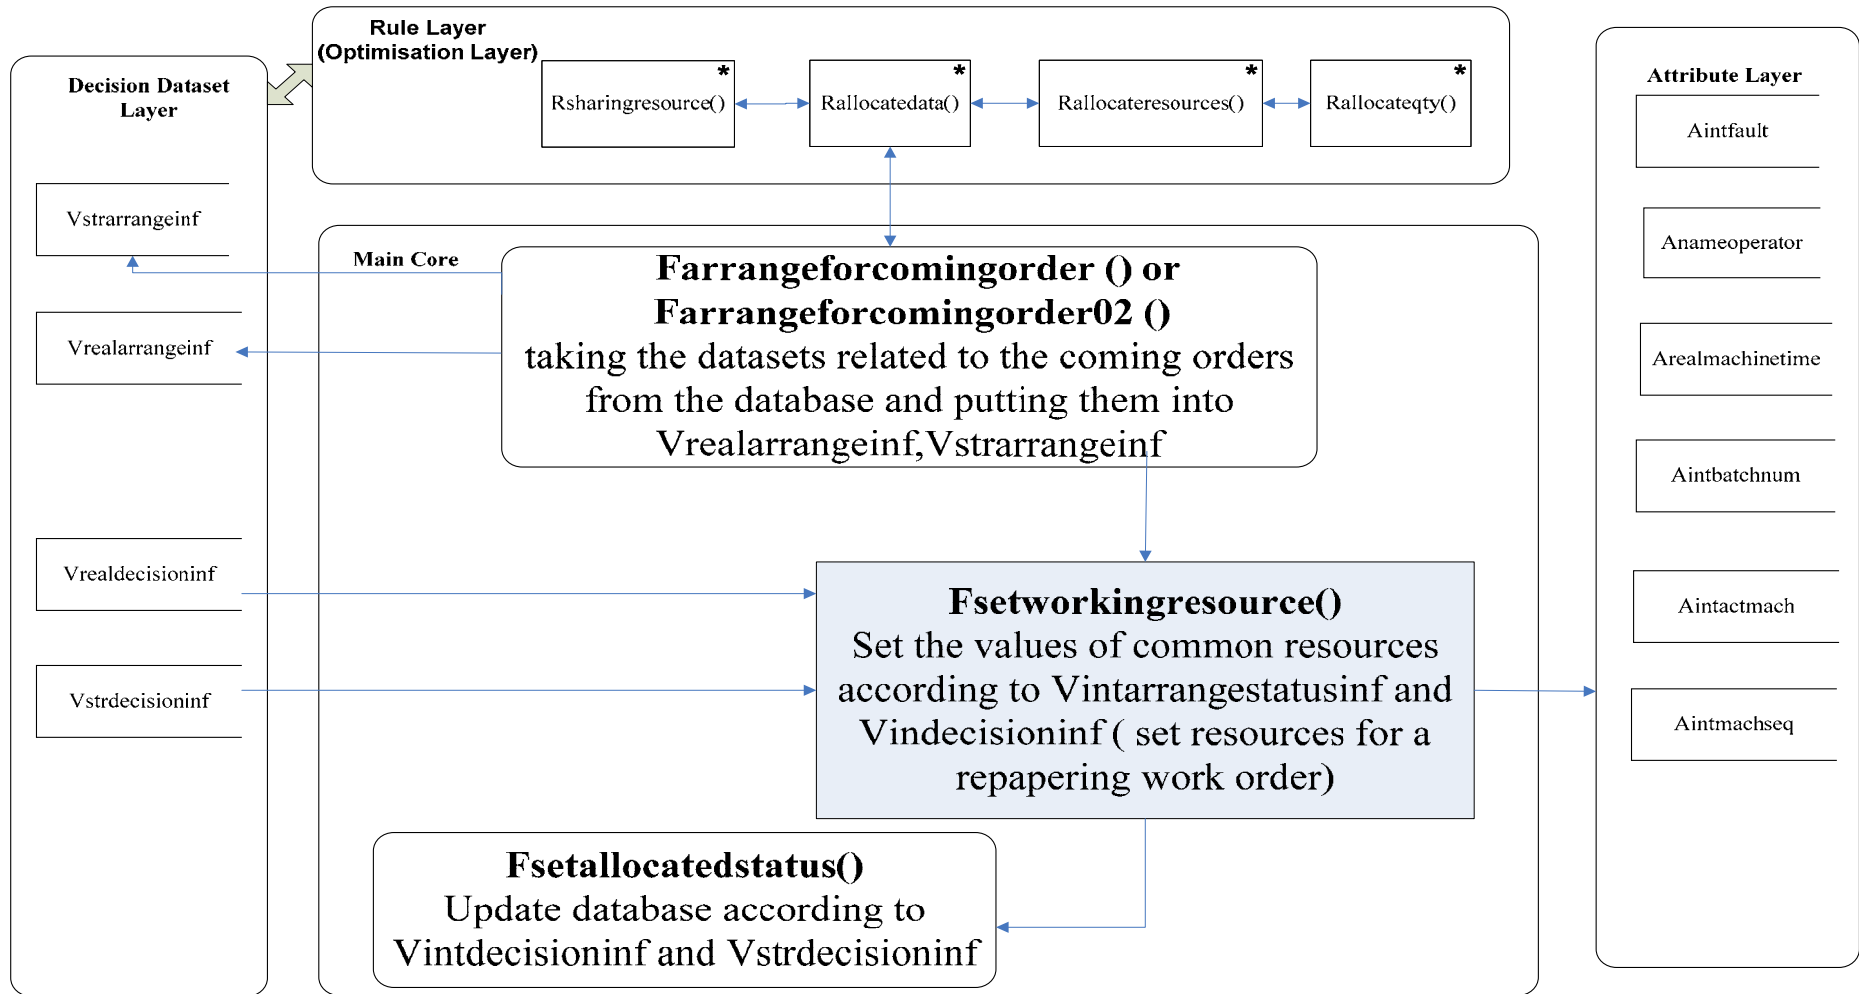 Rule Layer
(Optimisation Layer)
*
Rsharingresource()
*
Rallocatedata()
*
Rallocateresources()
*
Rallocateqty()
Decision Dataset
Layer
Vstrarrangeinf
Vrealarrangeinf
Vrealdecisioninf
Vstrdecisioninf
Main Core
Farrangeforcomingorder () or
Farrangeforcomingorder02 ()
taking the datasets related to the coming orders
from the database and putting them into
Vrealarrangeinf,Vstrarrangeinf
Fsetworkingresource()
Set the values of common resources
according to Vintarrangestatusinf and
Vindecisioninf ( set resources for a
repapering work order)
Fsetallocatedstatus()
Update database according to
Vintdecisioninf and Vstrdecisioninf
Attribute Layer
Aintfault
Anameoperator
Arealmachinetime
Aintbatchnum
Aintactmach
Aintmachseq